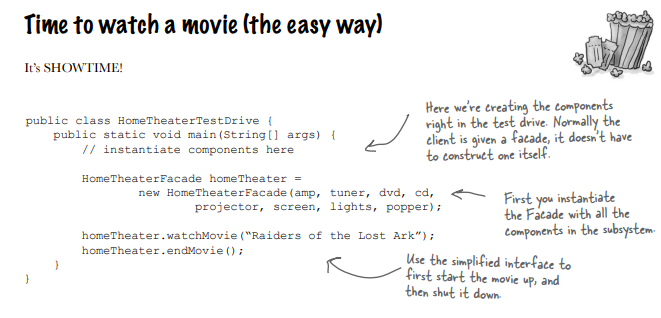 Time to watch a movie (the easy way)
It's SHOWTIME!
public class HomeTheaterTestDrive {
    public static void main(String[] args) {
        // instantiate components here
Here we're creating the components
right in the test drive. Normally the
client is given a facade, it doesn't have
to construct one itself.
        HomeTheaterFacade homeTheater =
                new HomeTheaterFacade(amp, tuner, dvd, cd,
                        projector, screen, lights, popper);
First you instantiate
the Facade with all the
components in the subsystem.
        homeTheater.watchMovie(“Raiders of the Lost Ark”);
        homeTheater.endMovie();
    }
}
Use the simplified interface to
first start the movie up, and
then shut it down.